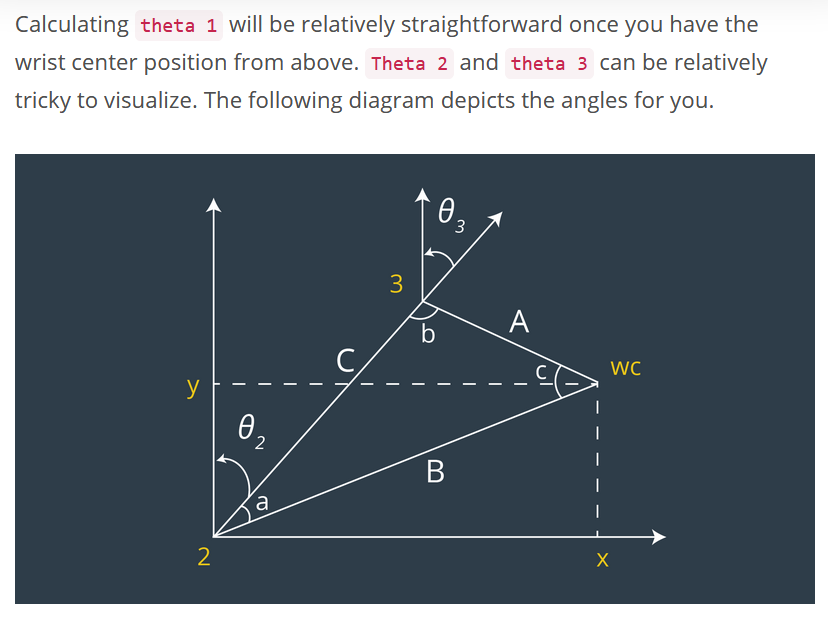 Calculating theta 1 will be relatively straightforward once you have the
wrist center position from above. Theta 2 and theta 3 can be relatively
tricky to visualize. The following diagram depicts the angles for you.
θ3
3
b
A
C
c
WC
y
θ2
B
a
2
x